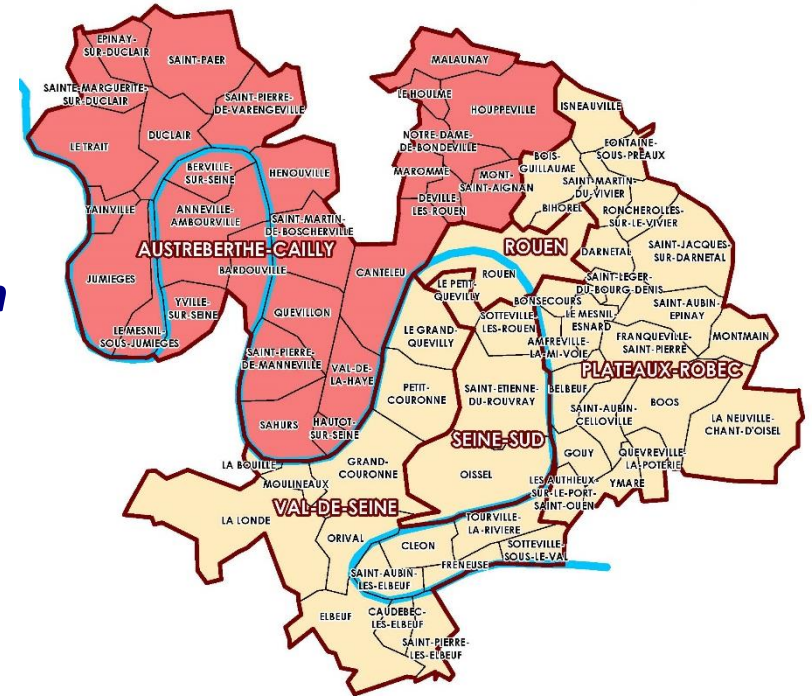 EPINAY-
SUR-DUCLAIR
SAINT-PAER
SAINTE-MARGUERITE-
SUR-DUCLAIR
SAINT-PIERRE-
DE-VARENGEVILLE
LE TRAIT
DUCLAIR
BERVILLE-
SUR-SEINE
HENOUVILLE
YAINVILLE
ANNEVILLE-
AMBOURVILLE
SAINT-MARTIN-
DE-BOSCHERVILLE
AUSTREBERTHE-CAILLY
JUMIEGES
BARDOUVILLE
CANTELEU
YVILLE-
SUR-SEINE
QUEVILLON
LE MESNIL-
SOUS-JUMIEGES
SAINT-PIERRE-
DE-MANNEVILLE
VAL-DE-
LA-HAYE
SAHURS
HAUTOT-
SUR-SEINE
MALAUNAY
LE HOULME
HOUPPEVILLE
NOTRE-DAME-
DE-BONDEVILLE
MAROMME
MONT-
SAINT-AIGNAN
DEVILLE-
LES ROUEN
ISNEAUVILLE
FONTAINE-
SOUS-PREAUX
BOIS-
GUILLAUME
SAINT-MARTIN-
DU-VIVIER
BIHOREL
RONCHEROLLES-
SUR-LE-VIVIER
ROUEN
DARNETAL
SAINT-JACQUES-
SUR-DARNETAL
ROUEN
LE PETIT-
QUEVILLY
BONSECOURS
SAINT-LEGER-
DU-BOURG-DENIS
SOTTEVILLE-
LES-ROUEN
LE MESNIL-
ESNARD
SAINT-AUBIN-
EPINAY
LE GRAND-
QUEVILLY
AMFREVILLE-
LA-MI-VOIE
FRANQUEVILLE-
SAINT-PIERRE
MONTMAIN
PLATEAUX-ROBEC
PETIT-
COURONNE
SAINT-ETIENNE-
DU-ROUVRAY
BELBEUF
BOOS
SAINT-AUBIN-
CELLOVILLE
LA NEUVILLE-
CHANT-D'OISEL
SEINE-SUD
GOUY
QUEVREVILLE-
LA-POTERIE
OISSEL
YMARE
LES AUTHIEUX-
SUR-LE-PORT-
SAINT-OUEN
LA BOUILLE
GRAND-
COURONNE
MOULINEAUX
VAL-DE-SEINE
LA LONDE
TOURVILLE-
LA-RIVIERE
ORIVAL
CLEON
SOTTEVILLE-
SOUS-LE-VAL
FRENEUSE
SAINT-AUBIN-
LES-ELBEUF
ELBEUF
CAUDEBEC-
LES-ELBEUF
SAINT-PIERRE-
LES-ELBEUF